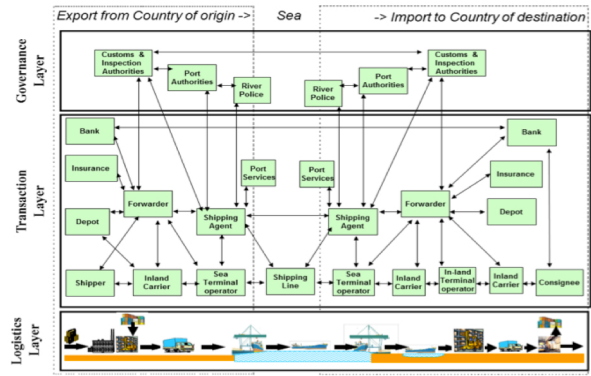 Export from Country of origin ->
Sea
-> Import to Country of destination
Governance
Layer
Customs &
Inspection
Authorities
Port
Authorities
River
Police
River
Police
Port
Authorities
Customs &
Inspection
Authorities
Transaction
Layer
Bank
Insurance
Depot
Shipper
Forwarder
Inland
Carrier
Shipping
Agent
Port
Services
Sea
Terminal
operator
Shipping
Line
Port
Services
Shipping
Agent
Sea
Terminal
operator
Forwarder
Inland
Carrier
In-land
Terminal
operator
Inland
Carrier
Bank
Insurance
Depot
Consignee
Logistics
Layer